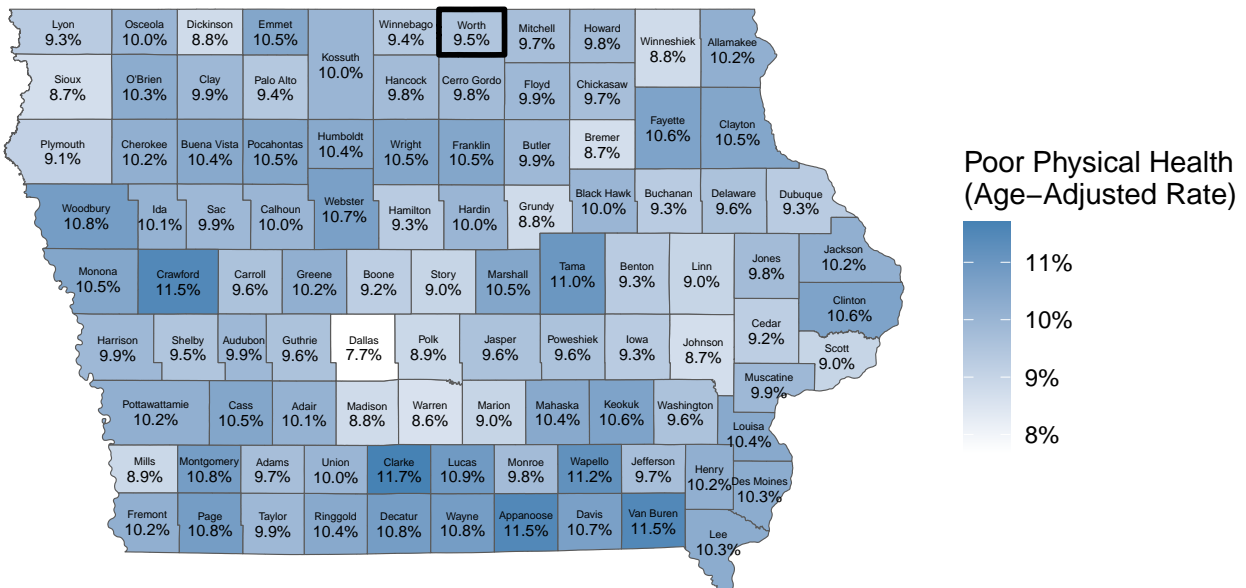 Lyon
9.3%
Osceola
10.0%
Dickinson
8.8%
Emmet
10.5%
Kossuth
10.0%
Winnebago
9.4%
Worth
9.5%
Mitchell
9.7%
Howard
9.8%
Winneshiek
8.8%
Allamakee
10.2%
Sioux
8.7%
O'Brien
10.3%
Clay
9.9%
Palo Alto
9.4%
Hancock
9.8%
Cerro Gordo
9.8%
Floyd
9.9%
Chickasaw
9.7%
Fayette
10.6%
Clayton
10.5%
Plymouth
9.1%
Cherokee
10.2%
Buena Vista
10.4%
Pocahontas
10.5%
Humboldt
10.4%
Wright
10.5%
Franklin
10.5%
Butler
9.9%
Bremer
8.7%
Woodbury
10.8%
Ida
10.1%
Sac
9.9%
Calhoun
10.0%
Webster
10.7%
Hamilton
9.3%
Hardin
10.0%
Grundy
8.8%
Black Hawk
10.0%
Buchanan
9.3%
Delaware
9.6%
Dubuque
9.3%
Monona
10.5%
Crawford
11.5%
Carroll
9.6%
Greene
10.2%
Boone
9.2%
Story
9.0%
Marshall
10.5%
Tama
11.0%
Benton
9.3%
Linn
9.0%
Jones
9.8%
Jackson
10.2%
Clinton
10.6%
Harrison
9.9%
Shelby
9.5%
Audubon
9.9%
Guthrie
9.6%
Dallas
7.7%
Polk
8.9%
Jasper
9.6%
Poweshiek
9.6%
Iowa
9.3%
Johnson
8.7%
Cedar
9.2%
Scott
9.0%
Muscatine
9.9%
Pottawattamie
10.2%
Cass
10.5%
Adair
10.1%
Madison
8.8%
Warren
8.6%
Marion
9.0%
Mahaska
10.4%
Keokuk
10.6%
Washington
9.6%
Louisa
10.4%
Mills
8.9%
Montgomery
10.8%
Adams
9.7%
Union
10.0%
Clarke
11.7%
Lucas
10.9%
Monroe
9.8%
Wapello
11.2%
Jefferson
9.7%
Henry
10.2%
Des Moines
10.3%
Fremont
10.2%
Page
10.8%
Taylor
9.9%
Ringgold
10.4%
Decatur
10.8%
Wayne
10.8%
Appanoose
11.5%
Davis
10.7%
Van Buren
11.5%
Lee
10.3%
Poor Physical Health
(Age−Adjusted Rate)
11%
10%
9%
8%